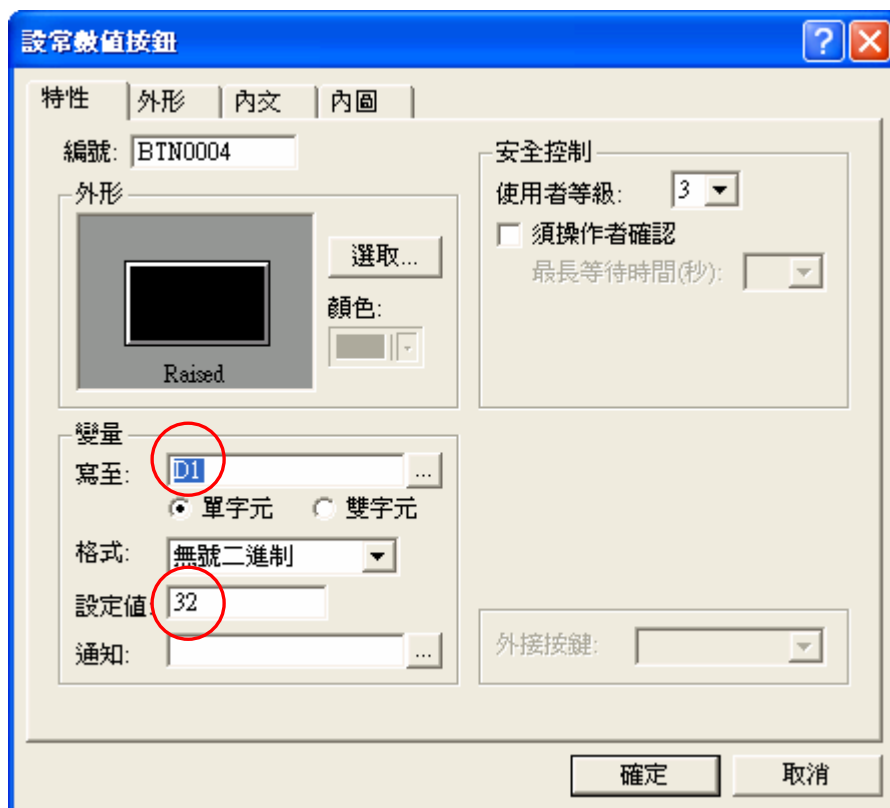 設常數值按鈕
特性 外形 內文 內圖
編號: BTN0004
外形
選取...
顏色:
Raised
變量
寫至: D1 ...
單字元 雙字元
格式: 無號二進制
設定值: 32
通知: ...
安全控制
使用者等級: 3
須操作者確認
最長等待時間(秒):
外接按鍵:
確定 取消